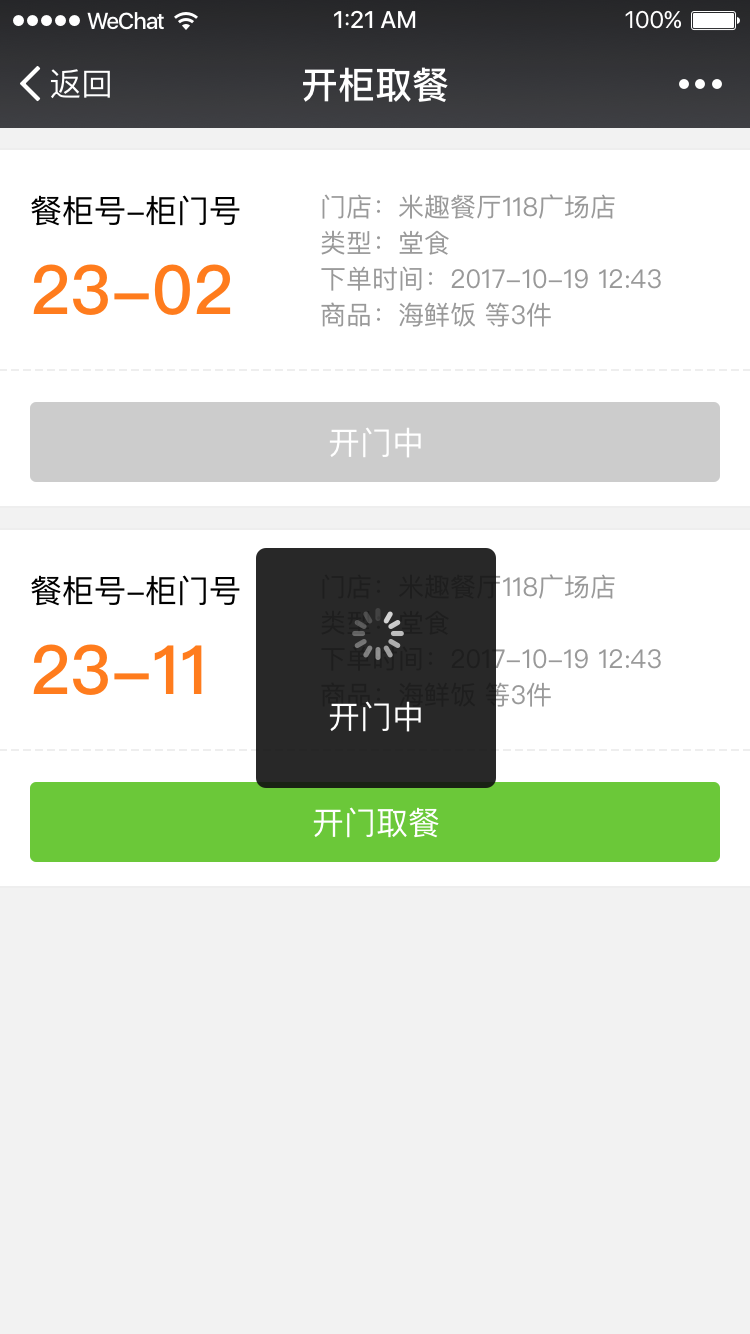 WeChat 1:21 AM 100%
返回 开柜取餐
餐柜号-柜门号
23-02
门店：米趣餐厅118广场店
类型：堂食
下单时间：2017-10-19 12:43
商品：海鲜饭 等3件
开门中
餐柜号-柜门号
23-11
门店：米趣餐厅118广场店
类型：堂食
下单时间：2017-10-19 12:43
商品：海鲜饭 等3件
开门中
开门取餐